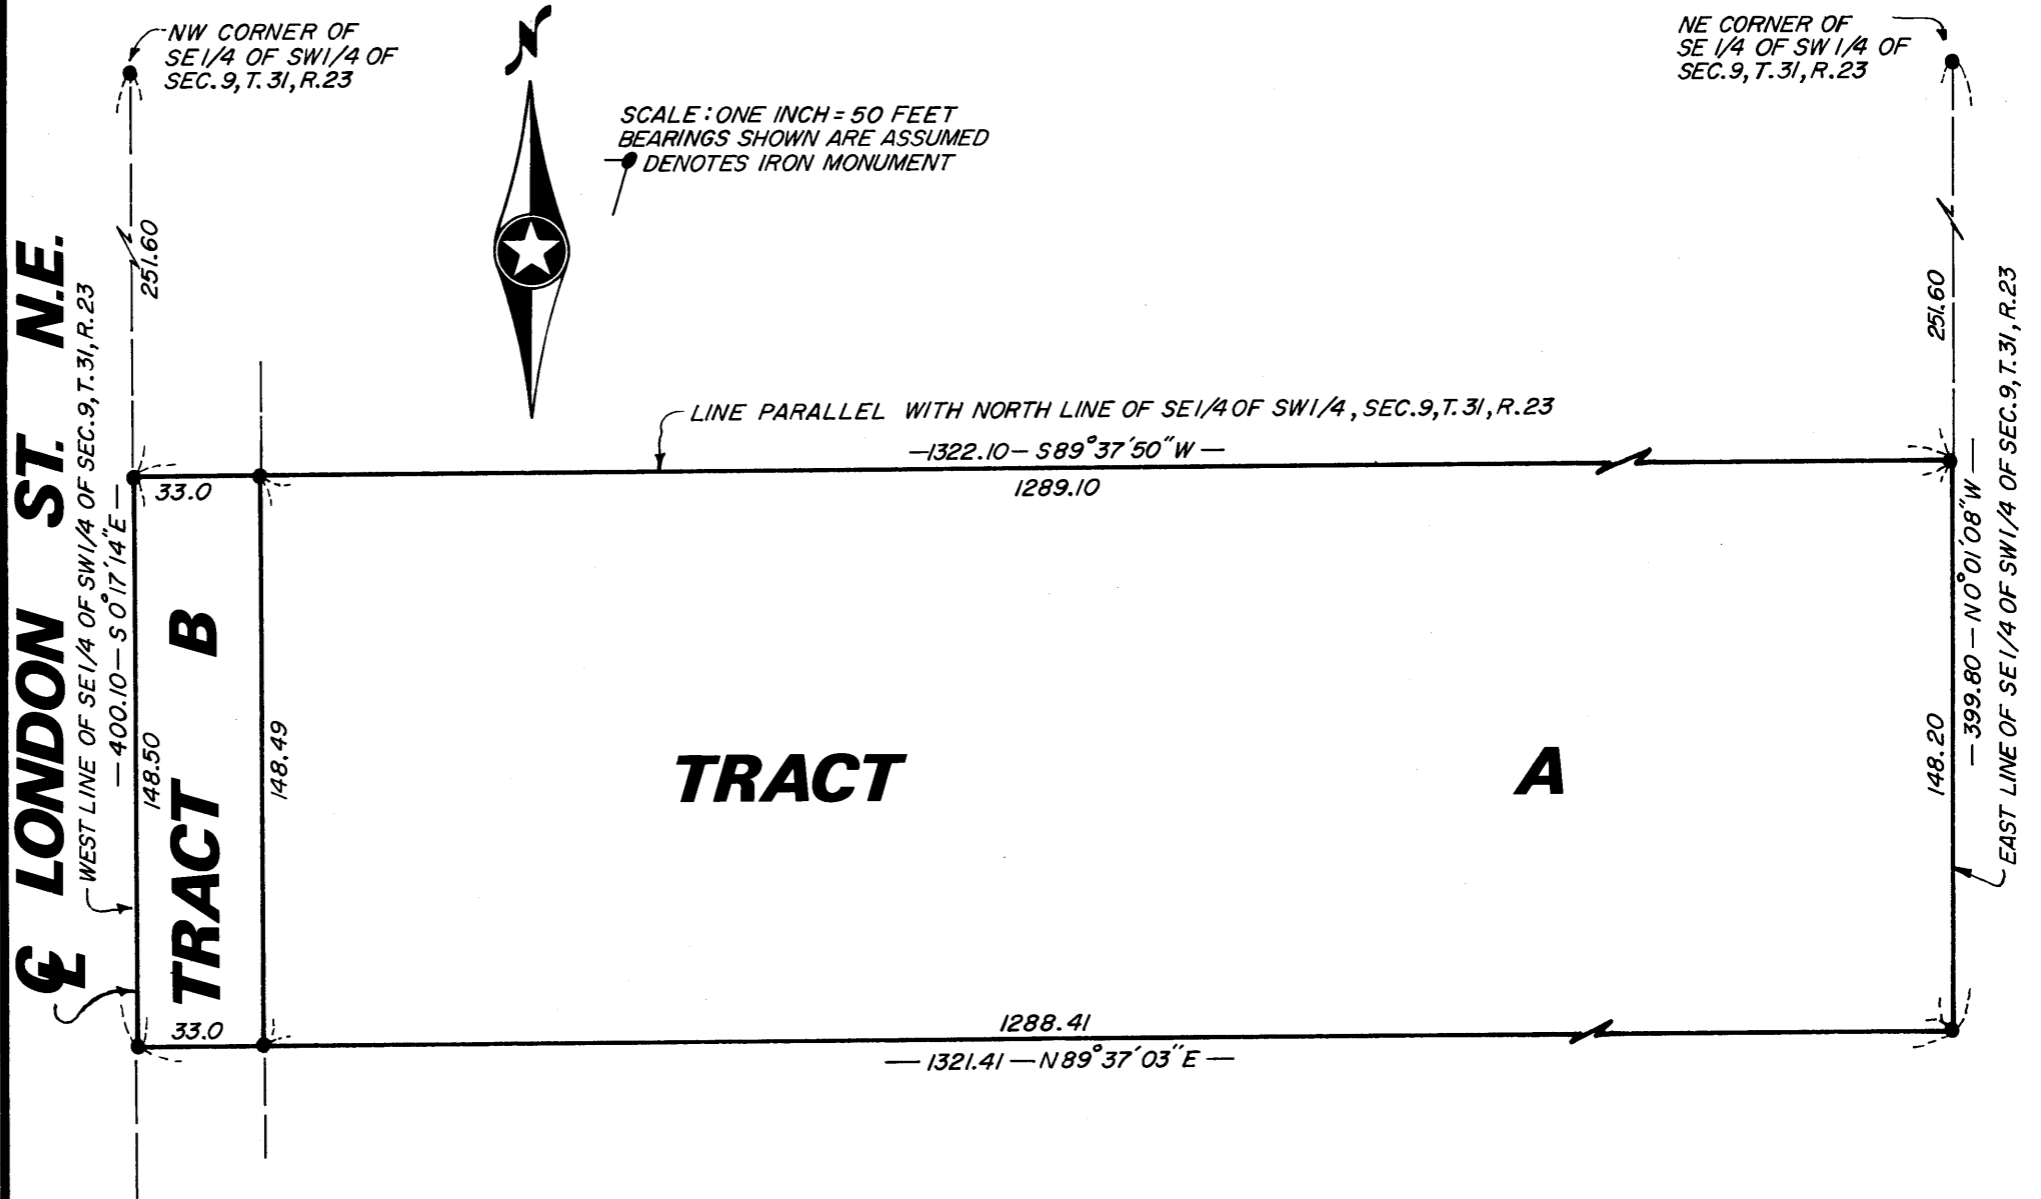 NW CORNER OF
SE1/4 OF SW1/4 OF
SEC.9,T.31,R.23
N
SCALE: ONE INCH = 50 FEET
BEARINGS SHOWN ARE ASSUMED
DENOTES IRON MONUMENT
NE CORNER OF
SE 1/4 OF SW 1/4 OF
SEC.9,T.31,R.23
251.60
251.60
LINE PARALLEL WITH NORTH LINE OF SE1/4 OF SW1/4, SEC.9,T.31,R.23
—1322.10— S89°37'50"W —
33.0
1289.10
℄ LONDON ST. N.E.
WEST LINE OF SE1/4 OF SW1/4 OF SEC.9,T.31,R.23
— 400.10 — S 0°17'14"E —
148.50
TRACT B
148.49
TRACT A
148.20
— 399.80 — N 0°01'08"W —
EAST LINE OF SE1/4 OF SW1/4 OF SEC.9,T.31,R.23
33.0
1288.41
— 1321.41 — N89°37'03"E —